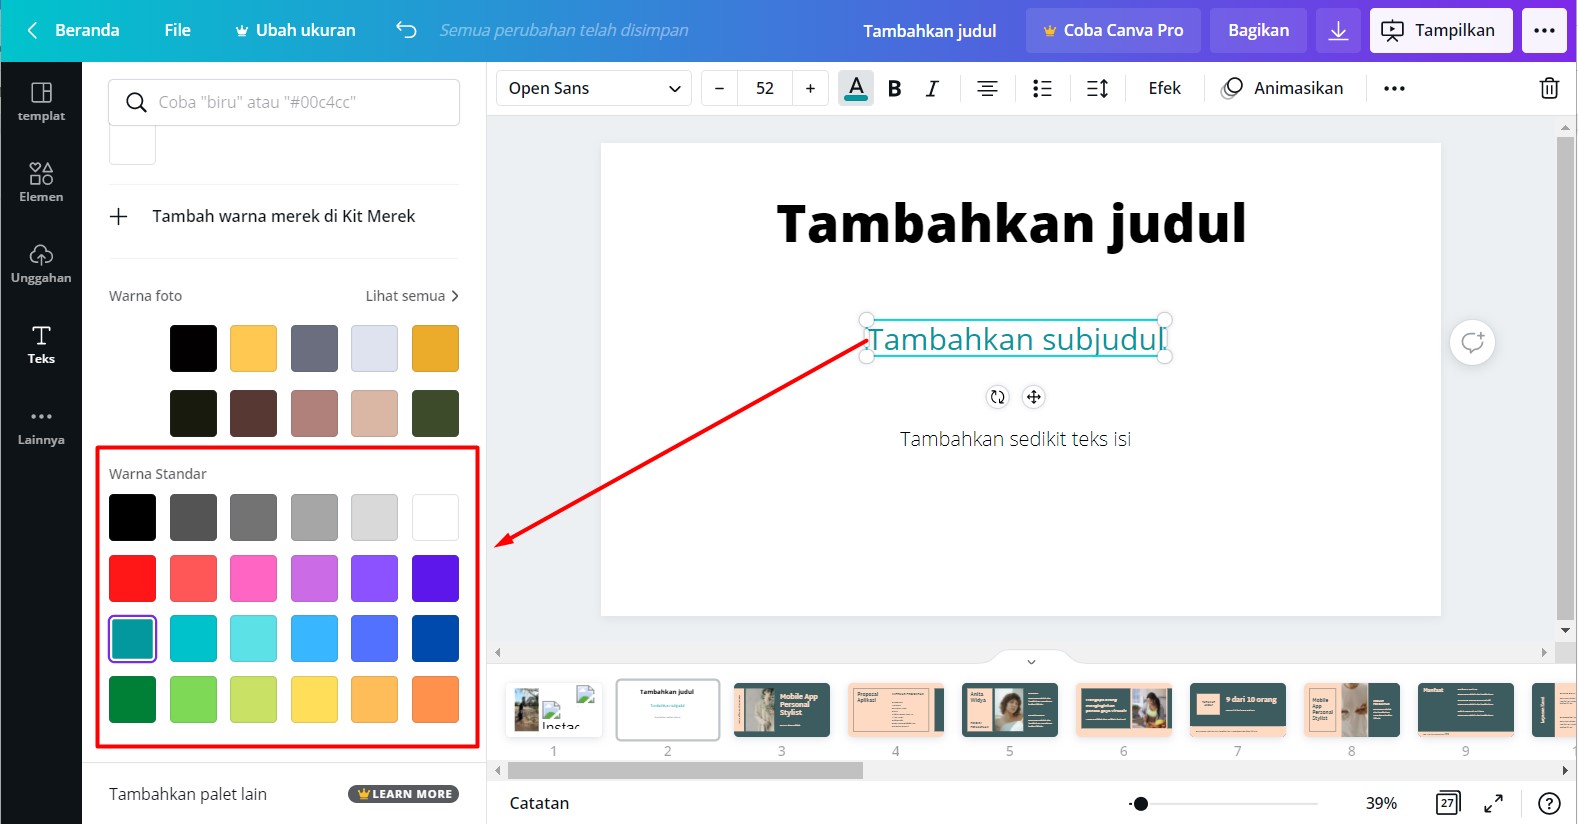 Beranda
File
Ubah ukuran
Semua perubahan telah disimpan
Tambahkan judul
Coba Canva Pro
Bagikan
Tampilkan
templat
Elemen
Unggahan
Teks
Lainnya
Coba "biru" atau "#00c4cc"
Tambah warna merek di Kit Merek
Warna foto
Lihat semua
Warna Standar
Tambahkan palet lain
LEARN MORE
Open Sans
52
A
B
I
Efek
Animasikan
Tambahkan judul
Tambahkan subjudul
Tambahkan sedikit teks isi
Instac
Tambahkan judul
Mobile App
Personal
Stylist
Proposal
Aplikasi
Anita
Widya
9 dari 10 orang
Mobile
App
Personal
Stylist
Manfaat
1
2
3
4
5
6
7
8
9
Catatan
39%
27